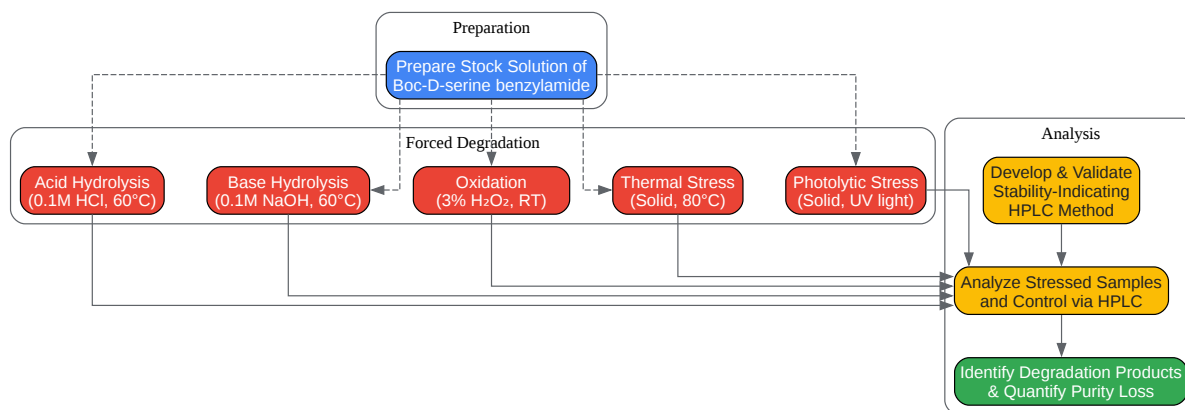 Preparation
Prepare Stock Solution of
Boc-D-serine benzylamide
Forced Degradation
Acid Hydrolysis
(0.1M HCl, 60°C)
Base Hydrolysis
(0.1M NaOH, 60°C)
Oxidation
(3% H₂O₂, RT)
Thermal Stress
(Solid, 80°C)
Photolytic Stress
(Solid, UV light)
Analysis
Develop & Validate
Stability-Indicating
HPLC Method
Analyze Stressed Samples
and Control via HPLC
Identify Degradation Products
& Quantify Purity Loss